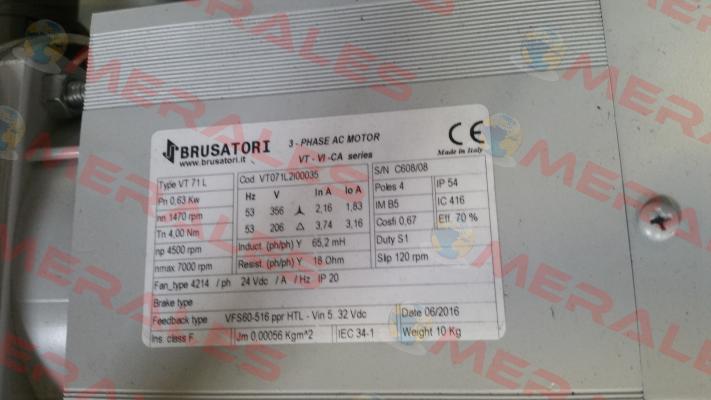 MERALES
BRUSATORI
www.brusatori.it
3 - PHASE AC MOTOR
VT - VI -CA series
CE
Made in Italy
Type VT 71 L
Cod VT071L2I00035
S/N C608/08
Pn 0,63 Kw
Hz V In A Io A
Poles 4 IP 54
nn 1470 rpm
53 356 2,16 1,83
IM B5 IC 416
Tn 4,00 Nm
53 206 △ 3,74 3,16
Cosfi 0,67 Eff. 70 %
np 4500 rpm
Induct. (ph/ph) Y 65,2 mH
Duty S1
nmax 7000 rpm
Resist. (ph/ph) Y 18 Ohm
Slip 120 rpm
Fan_type 4214 / ph 24 Vdc / A / Hz IP 20
Brake type
Feedback type VFS60-516 ppr HTL - Vin 5..32 Vdc
Date 06/2016
Ins. class F
Jm 0,00056 Kgm^2
IEC 34-1
Weight 10 Kg